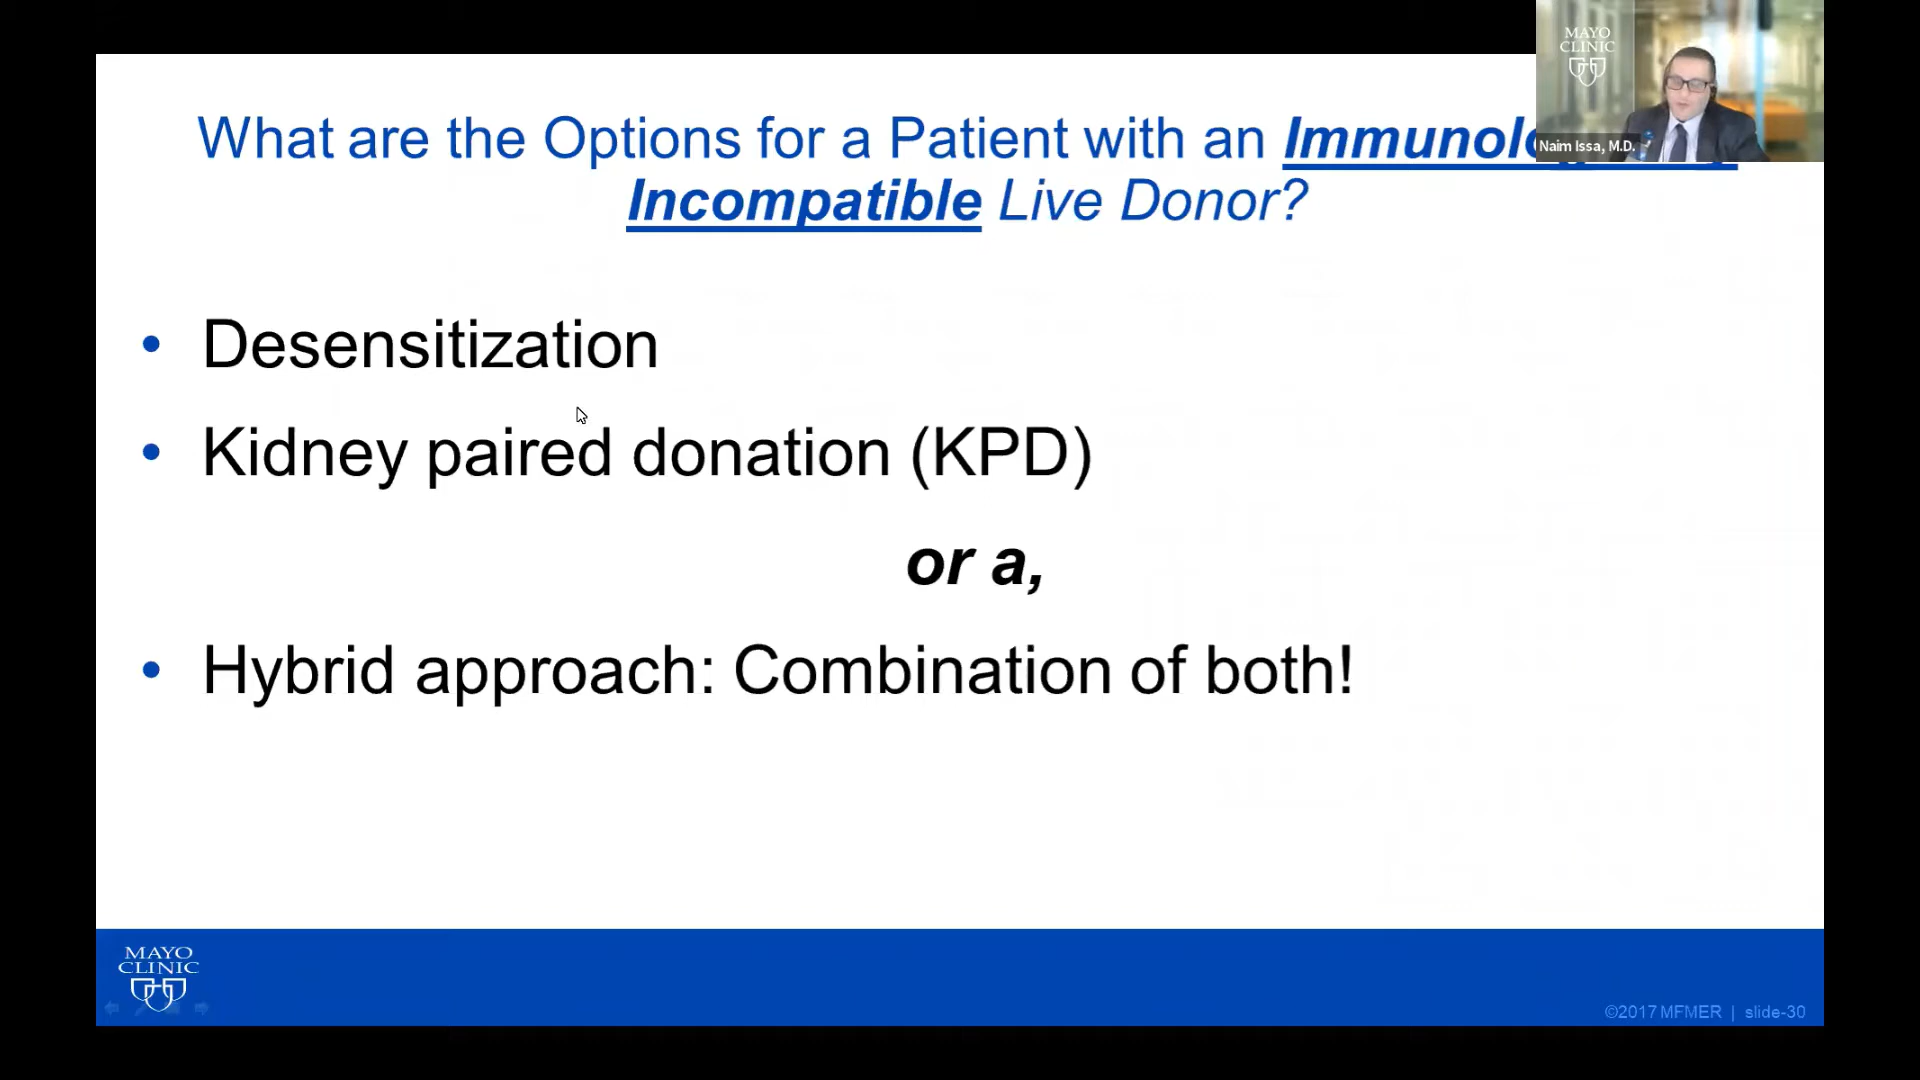 MAYO
CLINIC
Naim Issa, M.D.
What are the Options for a Patient with an
Incompatible Live Donor?
• Desensitization
• Kidney paired donation (KPD)
or a,
• Hybrid approach: Combination of both!
MAYO
CLINIC
©2017 MFMER | slide-30